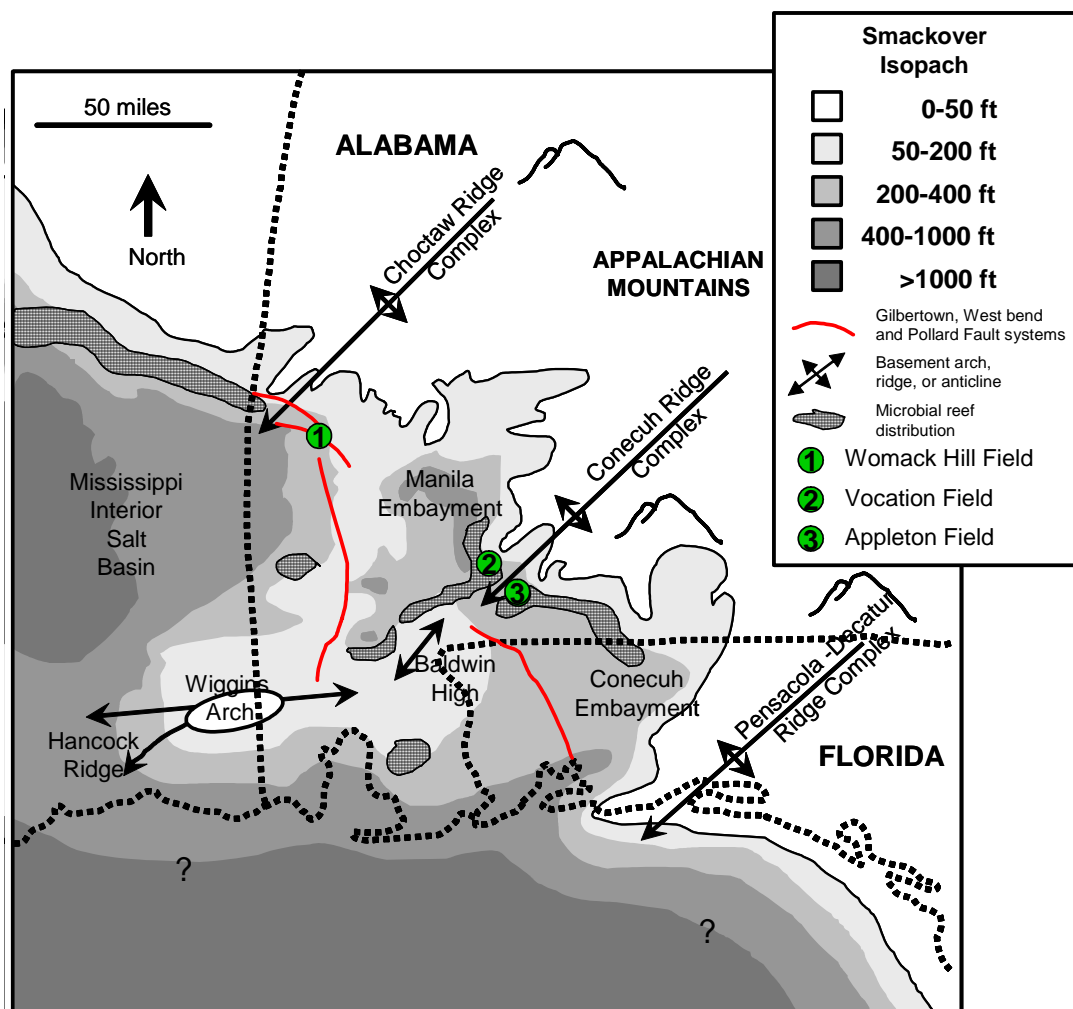 Smackover
Isopach
0-50 ft
50-200 ft
200-400 ft
400-1000 ft
>1000 ft
Gilbertown, West bend
and Pollard Fault systems
Basement arch,
ridge, or anticline
Microbial reef
distribution
1 Womack Hill Field
2 Vocation Field
3 Appleton Field
50 miles
North
ALABAMA
Choctaw Ridge
Complex
APPALACHIAN
MOUNTAINS
Conecuh Ridge
Complex
1
Mississippi
Interior
Salt
Basin
Manila
Embayment
2
3
Baldwin
High
Conecuh
Embayment
Pensacola -Decatur
Ridge Complex
Wiggins
Arch
Hancock
Ridge
FLORIDA
?
?